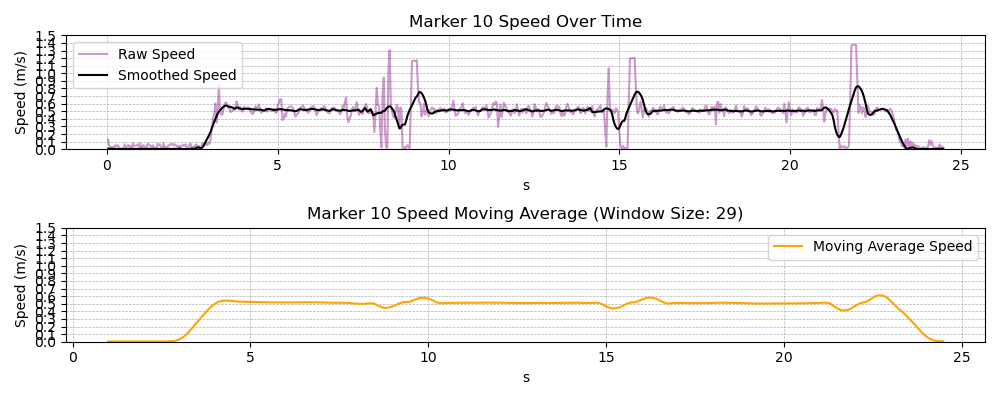 Marker 10 Speed Over Time
Speed (m/s)
1.5
1.4
1.3
1.2
1.1
1.0
0.9
0.8
0.7
0.6
0.5
0.4
0.3
0.2
0.1
0.0
Raw Speed
Smoothed Speed
0 5 10 15 20 25
s
Marker 10 Speed Moving Average (Window Size: 29)
Speed (m/s)
1.5
1.4
1.3
1.2
1.1
1.0
0.9
0.8
0.7
0.6
0.5
0.4
0.3
0.2
0.1
0.0
Moving Average Speed
0 5 10 15 20 25
s